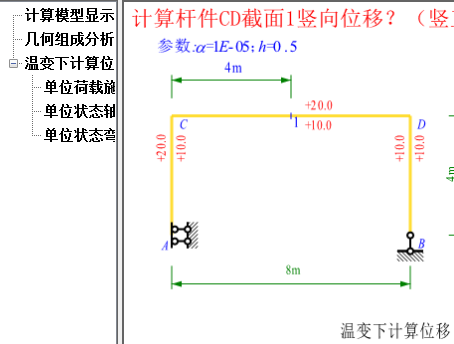 计算模型显示
几何组成分析
温变下计算位
单位荷载施
单位状态轴
单位状态弯
计算杆件CD截面1竖向位移？（竖
参数:α=1E-05; h=0.5
4m
+20.0
C
1
+10.0
D
+20.0
+10.0
+10.0
+10.0
4m
A
B
8m
温变下计算位移